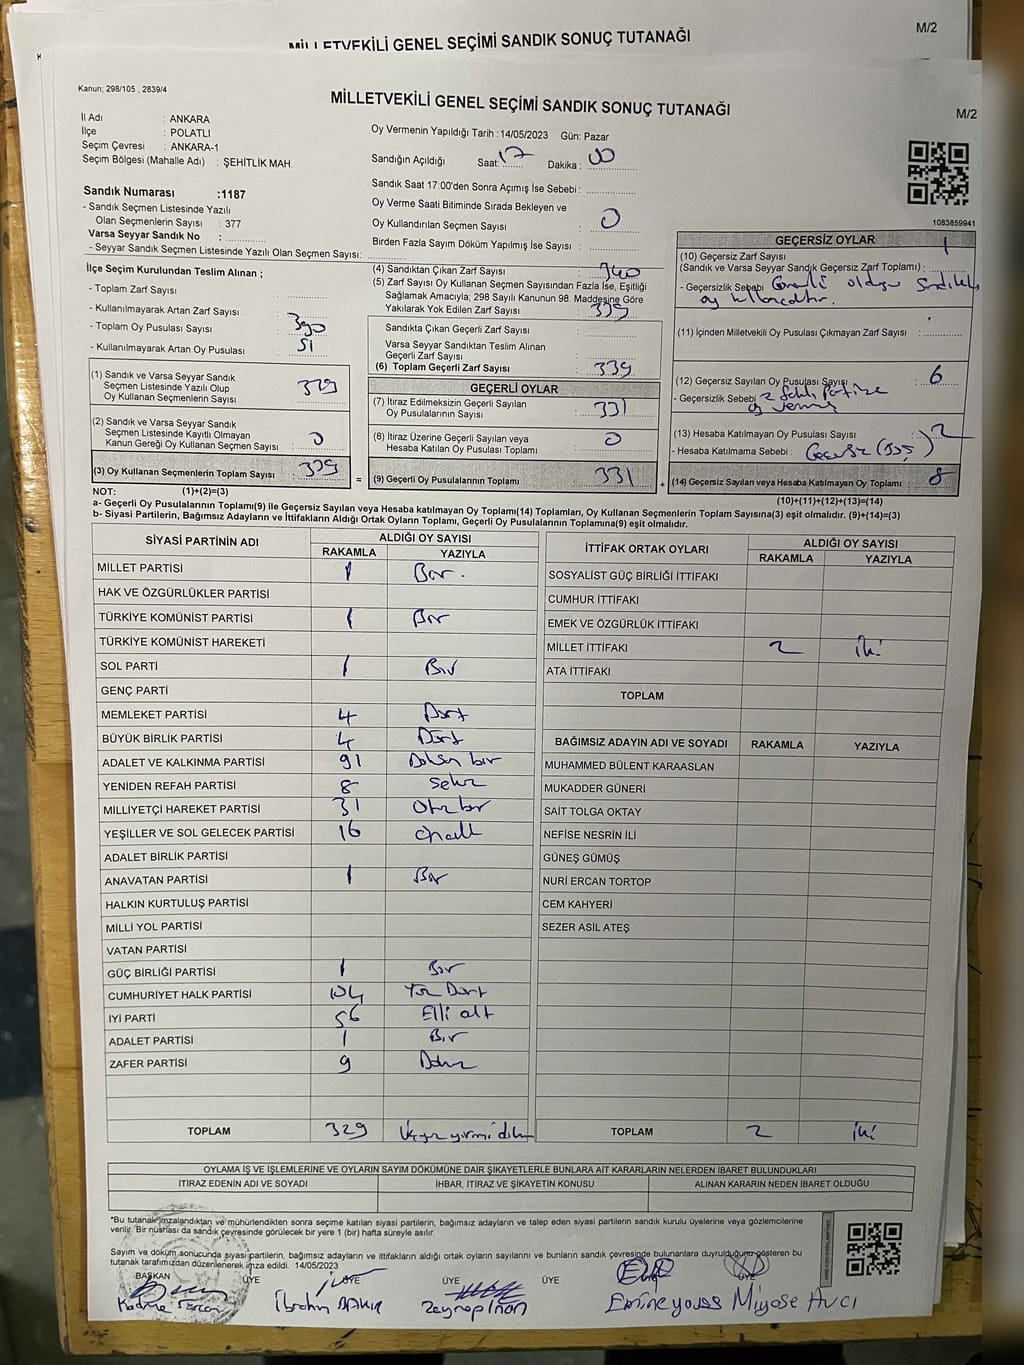 MİLLETVEKİLİ GENEL SEÇİMİ SANDIK SONUÇ TUTANAĞI
M/2
Kanun; 298/105 , 2839/4
MİLLETVEKİLİ GENEL SEÇİMİ SANDIK SONUÇ TUTANAĞI
M/2
İl Adı : ANKARA
İlçe : POLATLI
Seçim Çevresi : ANKARA-1
Seçim Bölgesi (Mahalle Adı) : ŞEHİTLİK MAH.
Oy Vermenin Yapıldığı Tarih : 14/05/2023 Gün: Pazar
Sandığın Açıldığı Saat: 17 Dakika : 00
Sandık Saat 17:00'den Sonra Açımış İse Sebebi :
Oy Verme Saati Bitiminde Sırada Bekleyen ve
Oy Kullandırılan Seçmen Sayısı : 0
Birden Fazla Sayım Döküm Yapılmış İSE Sayısı :
1083859941
Sandık Numarası :1187
- Sandık Seçmen Listesinde Yazılı
Olan Seçmenlerin Sayısı : 377
Varsa Seyyar Sandık No :
- Seyyar Sandık Seçmen Listesinde Yazılı Olan Seçmen Sayısı:
İlçe Seçim Kurulundan Teslim Alınan ;
- Toplam Zarf Sayısı :
- Kullanılmayarak Artan Zarf Sayısı :
- Toplam Oy Pusulası Sayısı : 390
- Kullanılmayarak Artan Oy Pusulası : 51
(1) Sandık ve Varsa Seyyar Sandık
Seçmen Listesinde Yazılı Olup
Oy Kullanan Seçmenlerin Sayısı : 339
(2) Sandık ve Varsa Seyyar Sandık
Seçmen Listesinde Kayıtlı Olmayan
Kanun Gereği Oy Kullanan Seçmen Sayısı : 0
(3) Oy Kullanan Seçmenlerin Toplam Sayısı : 339 =
(4) Sandıktan Çıkan Zarf Sayısı : 340
(5) Zarf Sayısı Oy Kullanan Seçmen Sayısından Fazla İse, Eşitliği
Sağlamak Amacıyla; 298 Sayılı Kanunun 98. Maddesine Göre
Yakılarak Yok Edilen Zarf Sayısı : 339
Sandıkta Çıkan Geçerli Zarf Sayısı :
Varsa Seyyar Sandıktan Teslim Alınan
Geçerli Zarf Sayısı :
(6) Toplam Geçerli Zarf Sayısı : 339
GEÇERLİ OYLAR
(7) İtiraz Edilmeksizin Geçerli Sayılan
Oy Pusulalarının Sayısı : 331
(8) İtiraz Üzerine Geçerli Sayılan veya
Hesaba Katılan Oy Pusulası Toplamı : 0
(9) Geçerli Oy Pusulalarının Toplamı : 331 +
GEÇERSİZ OYLAR
(10) Geçersiz Zarf Sayısı 1
(Sandık ve Varsa Seyyar Sandık Geçersiz Zarf Toplamı) :
- Geçersizlik Sebebi : Görevli olduğu sandıkta
oy kullanacaktır.
(11) İçinden Milletvekili Oy Pusulası Çıkmayan Zarf Sayısı :
(12) Geçersiz Sayılan Oy Pusulası Sayısı : 6
- Geçersizlik Sebebi : 2 farklı partiye
oy vermiş
(13) Hesaba Katılmayan Oy Pusulası Sayısı : 2
- Hesaba Katılmama Sebebi : Geçersiz (Boş)
(14) Geçersiz Sayılan veya Hesaba Katılmayan Oy Toplamı : 8
NOT: (1)+(2)=(3)
(10)+(11)+(12)+(13)=(14)
a- Geçerli Oy Pusulasının Toplamı(9) ile Geçersiz Sayılan veya Hesaba katılmayan Oy Toplamı(14) Toplamları, Oy Kullanan Seçmenlerin Toplam Sayısına(3) eşit olmalıdır. (9)+(14)=(3)
b- Siyasi Partilerin, Bağımsız Adayların ve İttifakların Aldığı Ortak Oyların Toplamı, Geçerli Oy Pusulalarının Toplamına(9) eşit olmalıdır.
SİYASİ PARTİNİN ADI ALDIĞI OY SAYISI
RAKAMLA YAZIYLA
MİLLET PARTİSİ 1 Bir.
HAK VE ÖZGÜRLÜKLER PARTİSİ
TÜRKİYE KOMÜNİST PARTİSİ 1 Bir
TÜRKİYE KOMÜNİST HAREKETİ
SOL PARTİ 1 Bir
GENÇ PARTİ
MEMLEKET PARTİSİ 4 Dört
BÜYÜK BİRLİK PARTİSİ 4 Dört
ADALET VE KALKINMA PARTİSİ 91 Doksan bir
YENİDEN REFAH PARTİSİ 8 Sekiz
MİLLİYETÇİ HAREKET PARTİSİ 31 Otuz bir
YEŞİLLER VE SOL GELECEK PARTİSİ 16 Onaltı
ADALET BİRLİK PARTİSİ
ANAVATAN PARTİSİ 1 Bir
HALKIN KURTULUŞ PARTİSİ
MİLLİ YOL PARTİSİ
VATAN PARTİSİ
GÜÇ BİRLİĞİ PARTİSİ 1 Bir
CUMHURİYET HALK PARTİSİ 104 Yüz Dört
İYİ PARTİ 56 Elli altı
ADALET PARTİSİ 1 Bir
ZAFER PARTİSİ 9 Dokuz
TOPLAM 329 Üçyüzyirmi dokuz
İTTİFAK ORTAK OYLARI ALDIĞI OY SAYISI
RAKAMLA YAZIYLA
SOSYALİST GÜÇ BİRLİĞİ İTTİFAKI
CUMHUR İTTİFAKI
EMEK VE ÖZGÜRLÜK İTTİFAKI
MİLLET İTTİFAKI 2 iki
ATA İTTİFAKI
TOPLAM
BAĞIMSIZ ADAYIN ADI VE SOYADI RAKAMLA YAZIYLA
MUHAMMED BÜLENT KARAASLAN
MUKADDER GÜNERİ
SAİT TOLGA OKTAY
NEFİSE NESRİN İLİ
GÜNEŞ GÜMÜŞ
NURİ ERCAN TORTOP
CEM KAHYERİ
SEZER ASİL ATEŞ
TOPLAM 2 iki
OYLAMA İŞ VE İŞLEMLERİNE VE OYLARIN SAYIM DÖKÜMÜNE DAİR ŞİKAYETLERLE BUNLARA AİT KARARLARIN NELERDEN İBARET BULUNDUKLARI
İTİRAZ EDENİN ADI VE SOYADI İHBAR, İTİRAZ VE ŞİKAYETİN KONUSU ALINAN KARARIN NEDEN İBARET OLDUĞU
*Bu tutanak imzalandıktan ve mühürlendikten sonra seçime katılan siyasi partilerin, bağımsız adayların ve talep eden siyasi partilerin sandık kurulu üyelerine veya gözlemcilerine
verilir. Bir nüshası da sandık çevresinde görülecek bir yere 1 (bir) hafta süreyle asılır.
Sayım ve döküm sonucunda siyasi partilerin, bağımsız adayların ve ittifakların aldığı ortak oyların sayılarını ve bunların sandık çevresinde bulunanlara duyrulduğunu gösteren bu
tutanak tarafımızdan düzenlenerek imza edildi. 14/05/2023
BAŞKAN ÜYE ÜYE ÜYE ÜYE ÜYE
İbrahim Zeynep İnan Emine Miyose Avcı